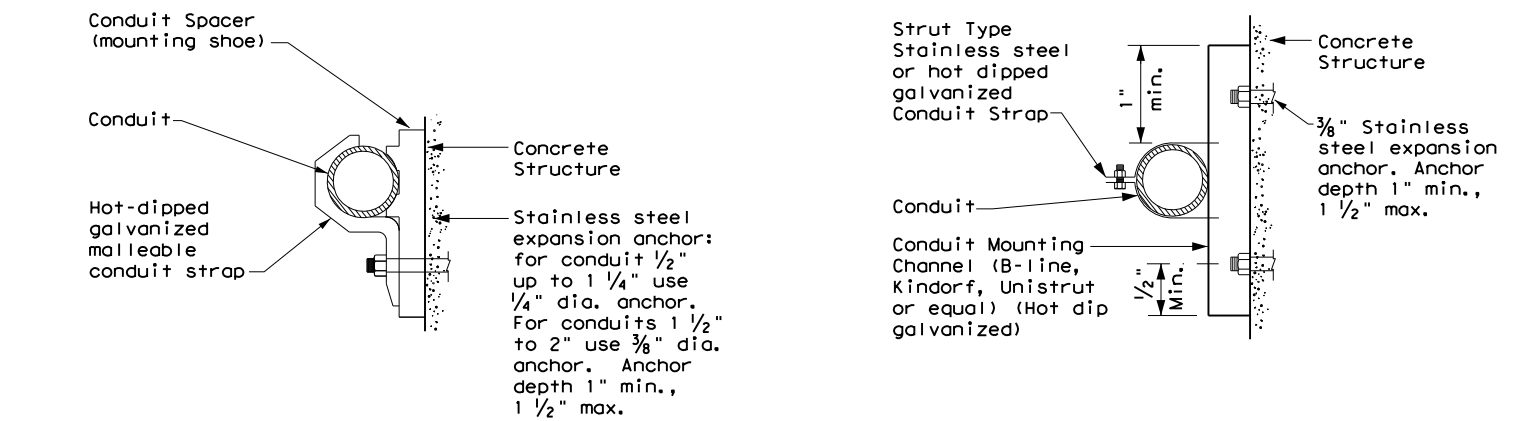 Conduit Spacer
(mounting shoe)
Conduit
Hot-dipped
galvanized
malleable
conduit strap
Concrete
Structure
Stainless steel
expansion anchor:
for conduit ½"
up to 1 ¼" use
¼" dia. anchor.
For conduits 1 ½"
to 2" use ⅜" dia.
anchor. Anchor
depth 1" min.,
1 ½" max.
Strut Type
Stainless steel
or hot dipped
galvanized
Conduit Strap
Conduit
Conduit Mounting
Channel (B-line,
Kindorf, Unistrut
or equal) (Hot dip
galvanized)
1"
min.
½"
Min.
Concrete
Structure
⅜" Stainless
steel expansion
anchor. Anchor
depth 1" min.,
1 ½" max.